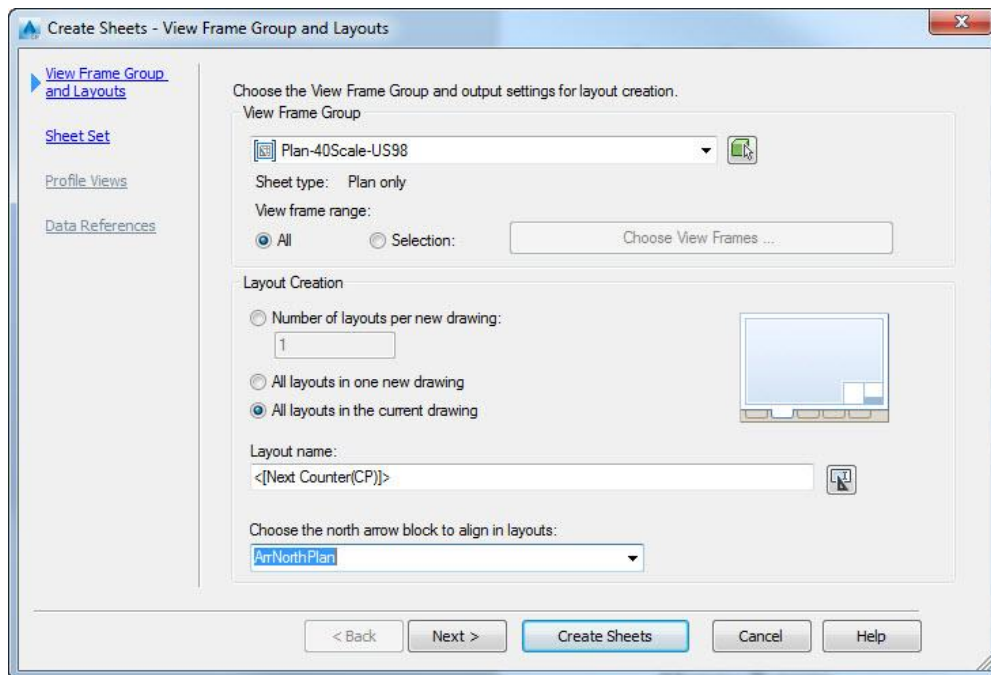 Create Sheets - View Frame Group and Layouts
View Frame Group
and Layouts
Sheet Set
Profile Views
Data References
Choose the View Frame Group and output settings for layout creation.
View Frame Group
Plan-40Scale-US98
Sheet type: Plan only
View frame range:
All Selection: Choose View Frames ...
Layout Creation
Number of layouts per new drawing:
1
All layouts in one new drawing
All layouts in the current drawing
Layout name:
<[Next Counter(CP)]>
Choose the north arrow block to align in layouts:
ArrNorthPlan
< Back Next > Create Sheets Cancel Help